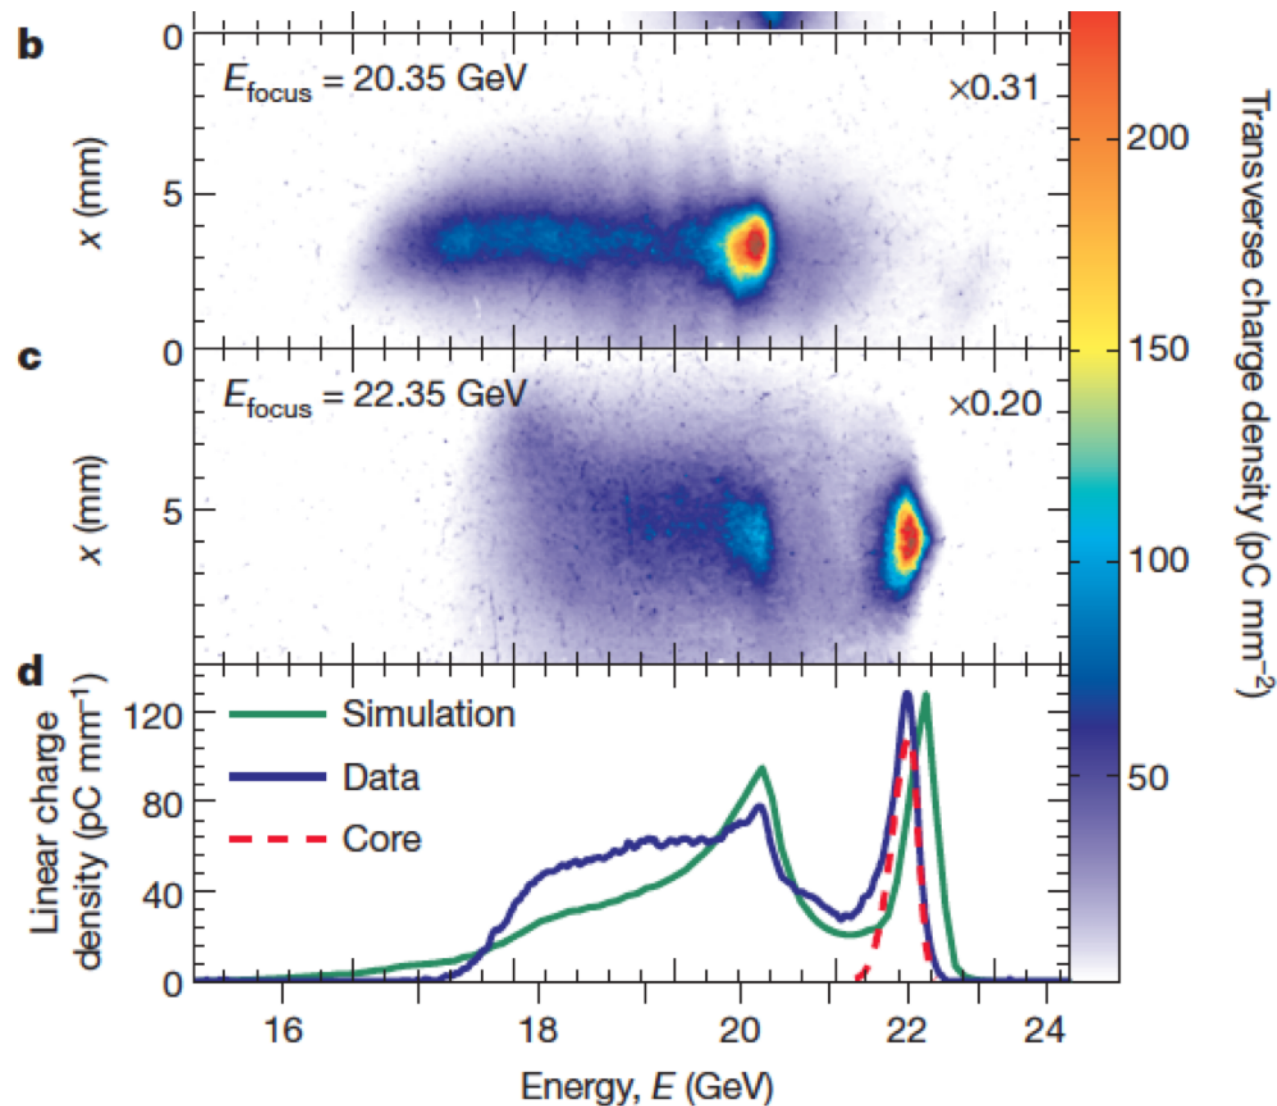 b
0
E focus = 20.35 GeV
×0.31
5
x (mm)
c
0
E focus = 22.35 GeV
×0.20
5
x (mm)
200
150
100
50
Transverse charge density (pC mm⁻²)
d
120
80
40
0
Linear charge
density (pC mm⁻¹)
Simulation
Data
Core
16 18 20 22 24
Energy, E (GeV)